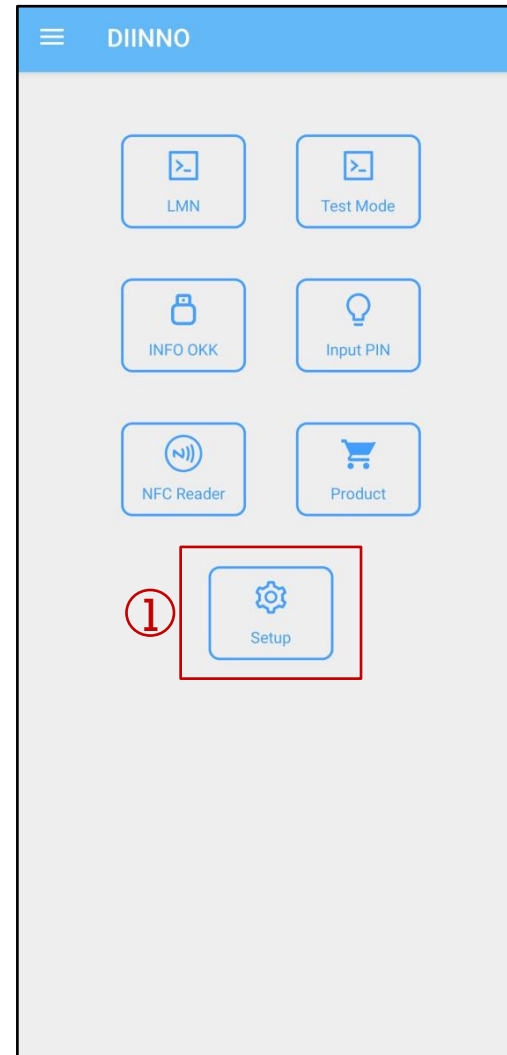 DIINNO
LMN
Test Mode
INFO OKK
Input PIN
NFC Reader
Product
①
Setup